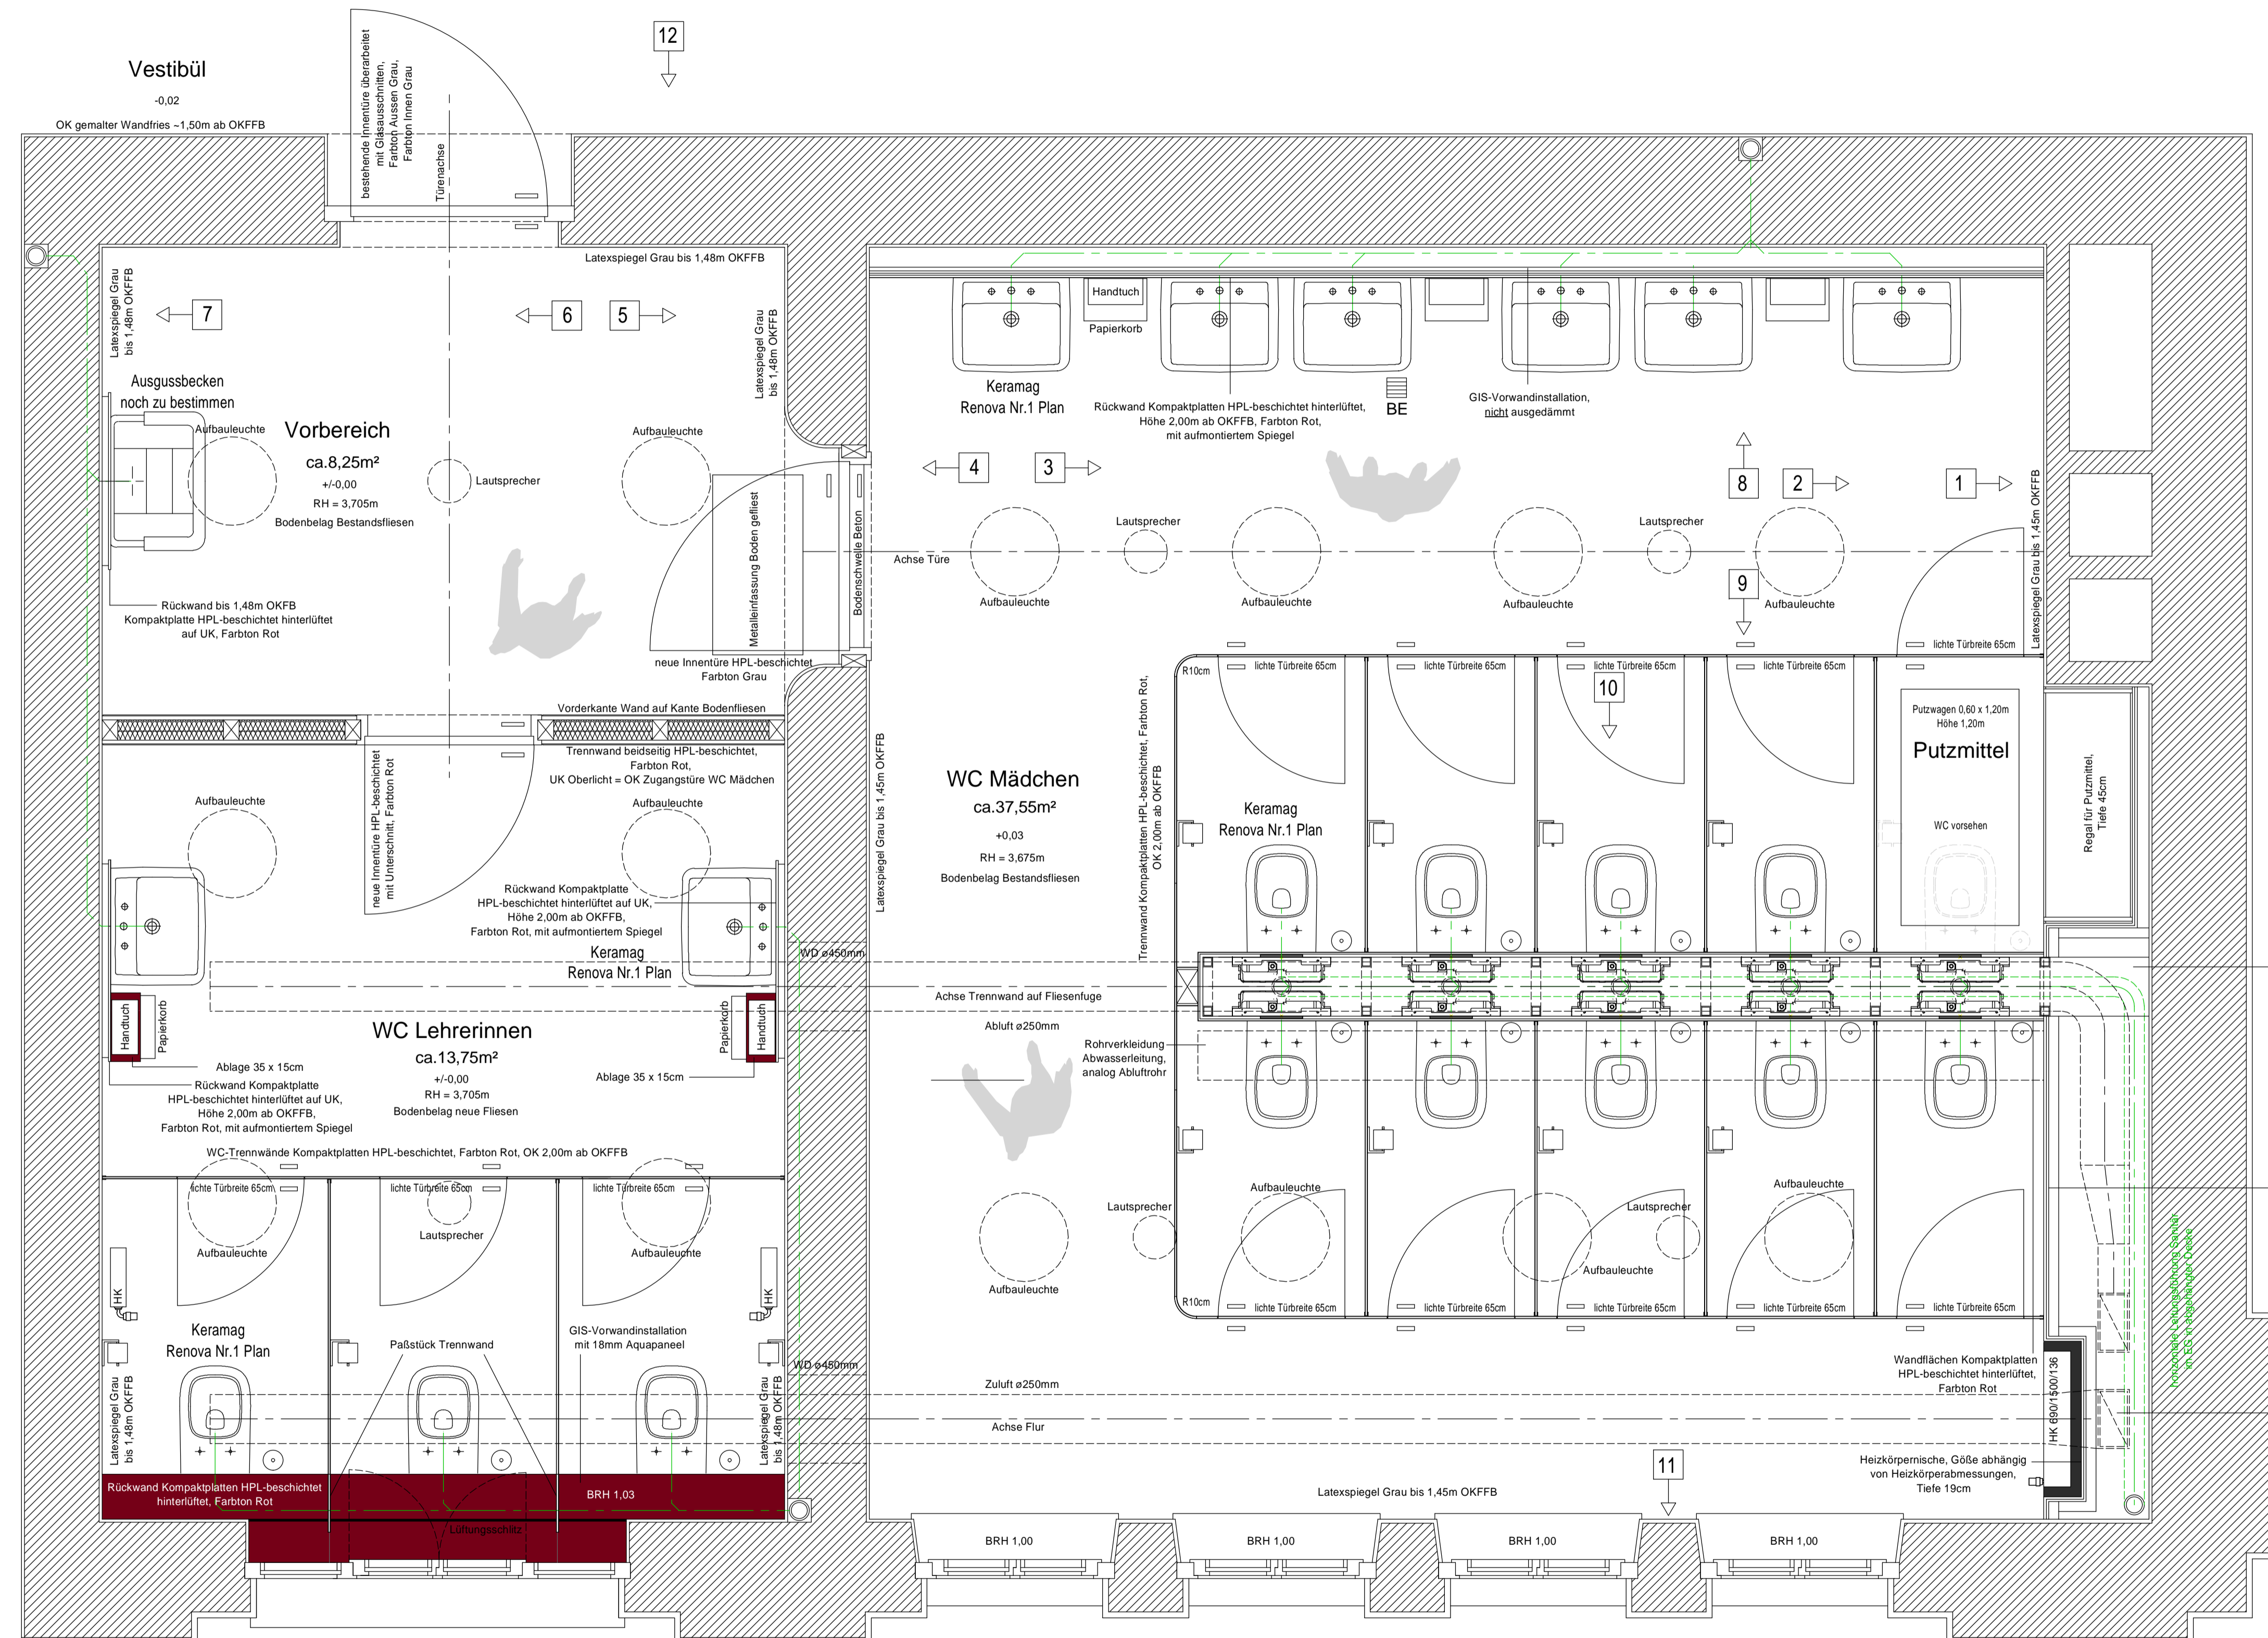 Vestibül
-0,02
OK gemalter Wandfries ~1,50m ab OKFFB
bestehende Innentüre überarbeitet
mit Glasausschnitten,
Farbton Aussen Grau,
Farbton Innen Grau
Türenachse
12
Latexspiegel Grau
bis 1,48m OKFFB
Latexspiegel Grau bis 1,48m OKFFB
7
6
5
Latexspiegel Grau
bis 1,48m OKFFB
Ausgussbecken
noch zu bestimmen
Aufbauleuchte
Vorbereich
ca.8,25m²
+/-0,00
RH = 3,705m
Bodenbelag Bestandsfliesen
Lautsprecher
Aufbauleuchte
Metalleinfassung Boden gefliest
Bodenschwelle Beton
Rückwand bis 1,48m OKFB
Kompaktplatte HPL-beschichtet hinterlüftet
auf UK, Farbton Rot
neue Innentüre HPL-beschichtet
Farbton Grau
Vorderkante Wand auf Kante Bodenfliesen
Trennwand beidseitig HPL-beschichtet,
Farbton Rot,
UK Oberlicht = OK Zugangstüre WC Mädchen
neue Innentüre HPL-beschichtet
mit Unterschnitt, Farbton Rot
Aufbauleuchte
Aufbauleuchte
Rückwand Kompaktplatte
HPL-beschichtet hinterlüftet auf UK,
Höhe 2,00m ab OKFFB,
Farbton Rot, mit aufmontiertem Spiegel
Keramag
Renova Nr.1 Plan
WD ø450mm
Handtuch
Papierkorb
WC Lehrerinnen
ca.13,75m²
+/-0,00
RH = 3,705m
Bodenbelag neue Fliesen
Papierkorb
Handtuch
Ablage 35 x 15cm
Ablage 35 x 15cm
Rückwand Kompaktplatte
HPL-beschichtet hinterlüftet auf UK,
Höhe 2,00m ab OKFFB,
Farbton Rot, mit aufmontiertem Spiegel
WC-Trennwände Kompaktplatten HPL-beschichtet, Farbton Rot, OK 2,00m ab OKFFB
lichte Türbreite 65cm
lichte Türbreite 65cm
lichte Türbreite 65cm
Aufbauleuchte
Lautsprecher
Aufbauleuchte
HK
HK
Keramag
Renova Nr.1 Plan
Paßstück Trennwand
GIS-Vorwandinstallation
mit 18mm Aquapaneel
WD ø450mm
Latexspiegel Grau
bis 1,48m OKFFB
Latexspiegel Grau
bis 1,48m OKFFB
Rückwand Kompaktplatten HPL-beschichtet
hinterlüftet, Farbton Rot
BRH 1,03
Lüftungsschlitz
Handtuch
Papierkorb
Keramag
Renova Nr.1 Plan
Rückwand Kompaktplatten HPL-beschichtet hinterlüftet,
Höhe 2,00m ab OKFFB, Farbton Rot,
mit aufmontiertem Spiegel
BE
GIS-Vorwandinstallation,
nicht ausgedämmt
4
3
8
2
1
Latexspiegel Grau bis 1,45m OKFFB
Achse Türe
Lautsprecher
Lautsprecher
Aufbauleuchte
Aufbauleuchte
Aufbauleuchte
Aufbauleuchte
9
R10cm
lichte Türbreite 65cm
lichte Türbreite 65cm
lichte Türbreite 65cm
lichte Türbreite 65cm
lichte Türbreite 65cm
10
Trennwand Kompaktplatten HPL-beschichtet, Farbton Rot,
OK 2,00m ab OKFFB
Latexspiegel Grau bis 1,45m OKFFB
WC Mädchen
ca.37,55m²
+0,03
RH = 3,675m
Bodenbelag Bestandsfliesen
Keramag
Renova Nr.1 Plan
Putzwagen 0,60 x 1,20m
Höhe 1,20m
Putzmittel
WC vorsehen
Regal für Putzmittel,
Tiefe 45cm
Achse Trennwand auf Fliesenfuge
Abluft ø250mm
Rohrverkleidung
Abwasserleitung,
analog Abluftrohr
Lautsprecher
Aufbauleuchte
Lautsprecher
Aufbauleuchte
Aufbauleuchte
Aufbauleuchte
R10cm
lichte Türbreite 65cm
lichte Türbreite 65cm
lichte Türbreite 65cm
lichte Türbreite 65cm
lichte Türbreite 65cm
horizontale Leitungsführung Sanitär
im EG in abgehängter Decke
Wandflächen Kompaktplatten
HPL-beschichtet hinterlüftet,
Farbton Rot
HK 690/1500/136
Zuluft ø250mm
Achse Flur
11
Heizkörpernische, Göße abhängig
von Heizkörperabmessungen,
Tiefe 19cm
Latexspiegel Grau bis 1,45m OKFFB
BRH 1,00
BRH 1,00
BRH 1,00
BRH 1,00